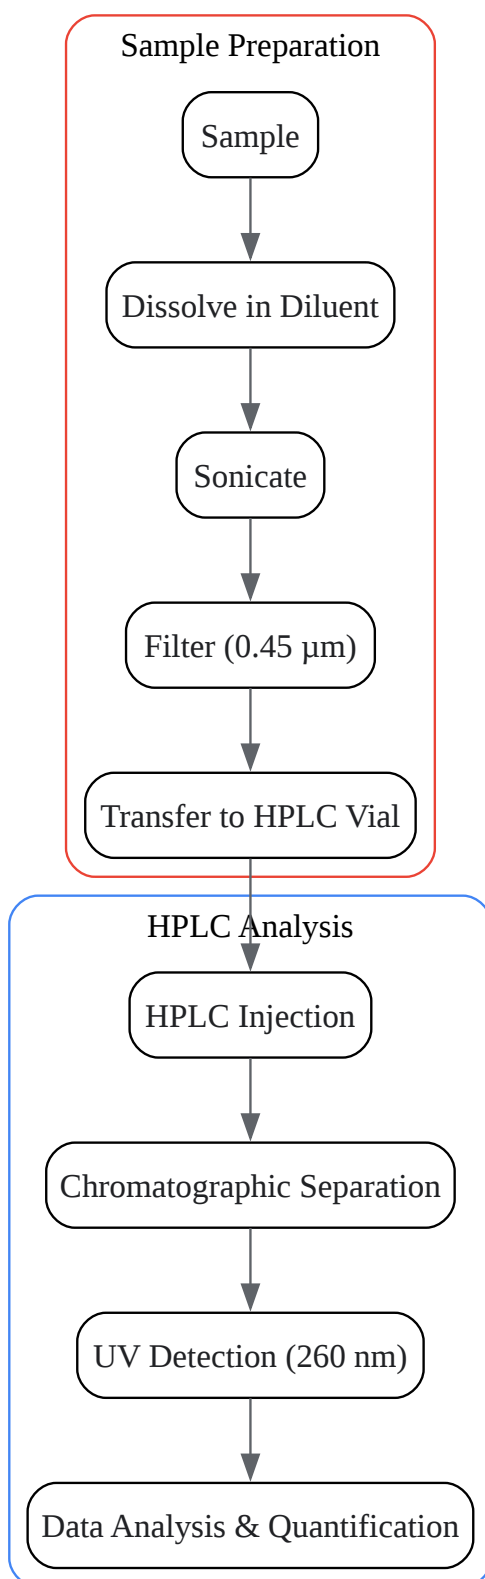 Sample Preparation
Sample
Dissolve in Diluent
Sonicate
Filter (0.45 µm)
Transfer to HPLC Vial
HPLC Analysis
HPLC Injection
Chromatographic Separation
UV Detection (260 nm)
Data Analysis & Quantification